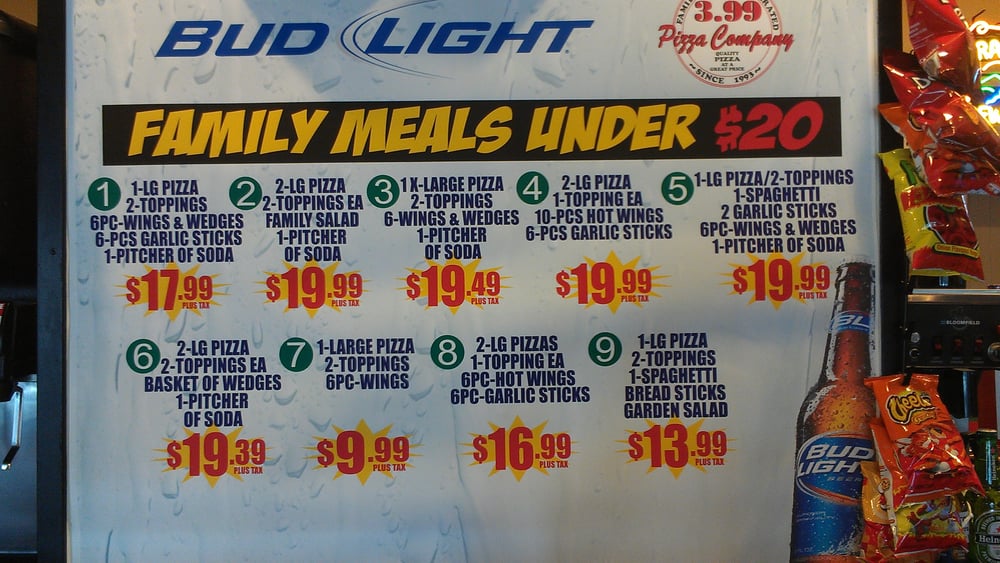 BUD LIGHT
3.99
Pizza Company
QUALITY
PIZZA
AT A
GREAT PRICE
SINCE 1993
FAMILY MEALS UNDER $20
1
1-LG PIZZA
2-TOPPINGS
6PC-WINGS & WEDGES
6-PCS GARLIC STICKS
1-PITCHER OF SODA
$17.99
PLUS TAX
2
2-LG PIZZA
2-TOPPINGS EA
FAMILY SALAD
1-PITCHER
OF SODA
$19.99
PLUS TAX
3
1 X-LARGE PIZZA
2-TOPPINGS
6-WINGS & WEDGES
1-PITCHER
OF SODA
$19.49
PLUS TAX
4
2-LG PIZZA
1-TOPPING EA
10-PCS HOT WINGS
6-PCS GARLIC STICKS
$19.99
PLUS TAX
5
1-LG PIZZA/2-TOPPINGS
1-SPAGHETTI
2 GARLIC STICKS
6PC-WINGS & WEDGES
1-PITCHER OF SODA
$19.99
PLUS TAX
6
2-LG PIZZA
2-TOPPINGS EA
BASKET OF WEDGES
1-PITCHER
OF SODA
$19.39
PLUS TAX
7
1-LARGE PIZZA
2-TOPPINGS
6PC-WINGS
$9.99
PLUS TAX
8
2-LG PIZZAS
1-TOPPING EA
6PC-HOT WINGS
6PC-GARLIC STICKS
$16.99
PLUS TAX
9
1-LG PIZZA
2-TOPPINGS
1-SPAGHETTI
BREAD STICKS
GARDEN SALAD
$13.99
PLUS TAX
BL
BUD
LIGH
BEER
BLOOMFIELD
Cheetos
Hein